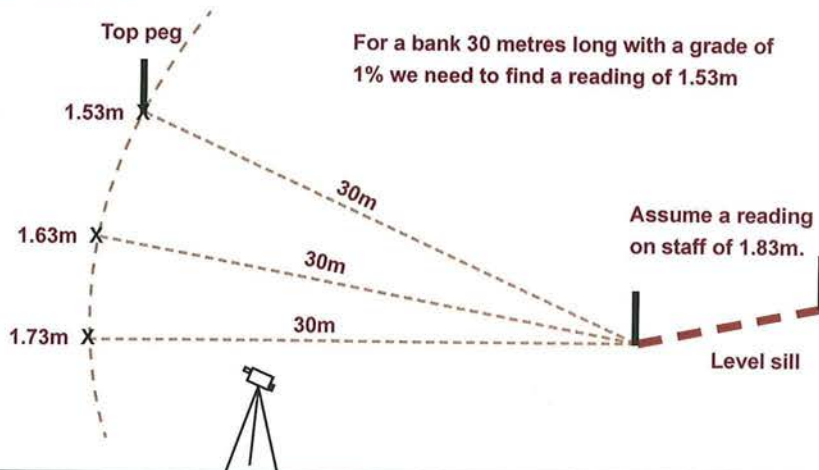 Top peg
For a bank 30 metres long with a grade of
1% we need to find a reading of 1.53m
1.53m
30m
Assume a reading
on staff of 1.83m.
1.63m
30m
30m
1.73m
Level sill